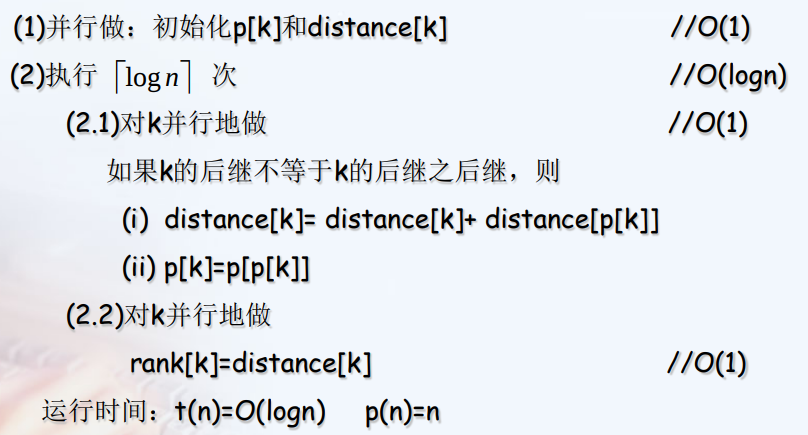 (1)并行做：初始化p[k]和distance[k] //O(1)
(2)执行 ⌈log n⌉ 次 //O(logn)
(2.1)对k并行地做 //O(1)
如果k的后继不等于k的后继之后继，则
(i) distance[k]= distance[k]+ distance[p[k]]
(ii) p[k]=p[p[k]]
(2.2)对k并行地做
rank[k]=distance[k] //O(1)
运行时间：t(n)=O(logn) p(n)=n